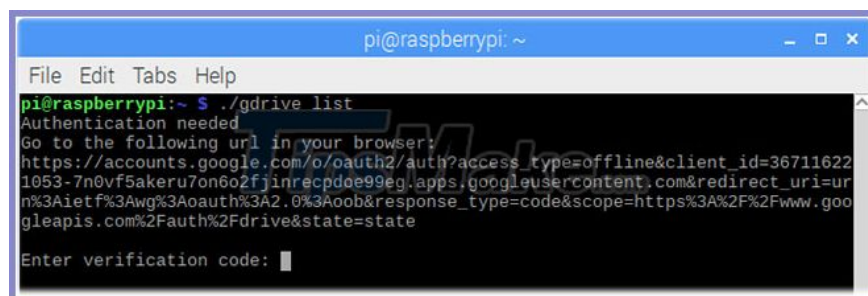 pi@raspberrypi: ~
File Edit Tabs Help
pi@raspberrypi:~ $ ./gdrive list
Authentication needed
Go to the following url in your browser:
https://accounts.google.com/o/oauth2/auth?access_type=offline&client_id=36711622
1053-7n0vf5akeru7on6o2fjinrecpdoe99eg.apps.googleusercontent.com&redirect_uri=ur
n%3Aietf%3Awg%3Aoauth%3A2.0%3Aoob&response_type=code&scope=https%3A%2F%2Fwww.goo
gleapis.com%2Fauth%2Fdrive&state=state
Enter verification code:
TipsMake.com